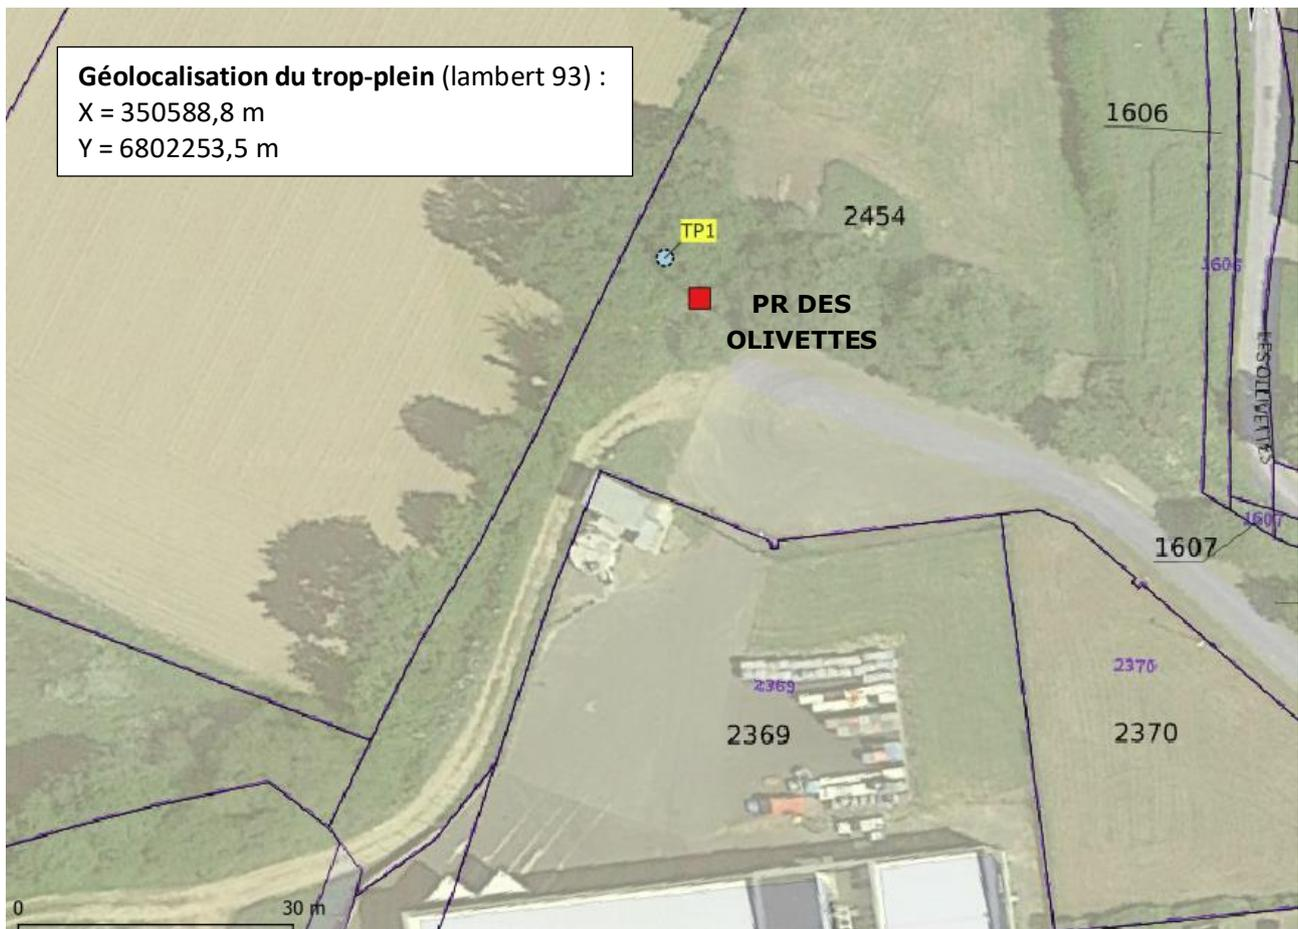 Géolocalisation du trop-plein (lambert 93) :
X = 350588,8 m
Y = 6802253,5 m
1606
2454
TP1
1606
PR DES
OLIVETTES
LES OLIVETTES
1607
1607
2370
2369
2369
2370
0
30 m